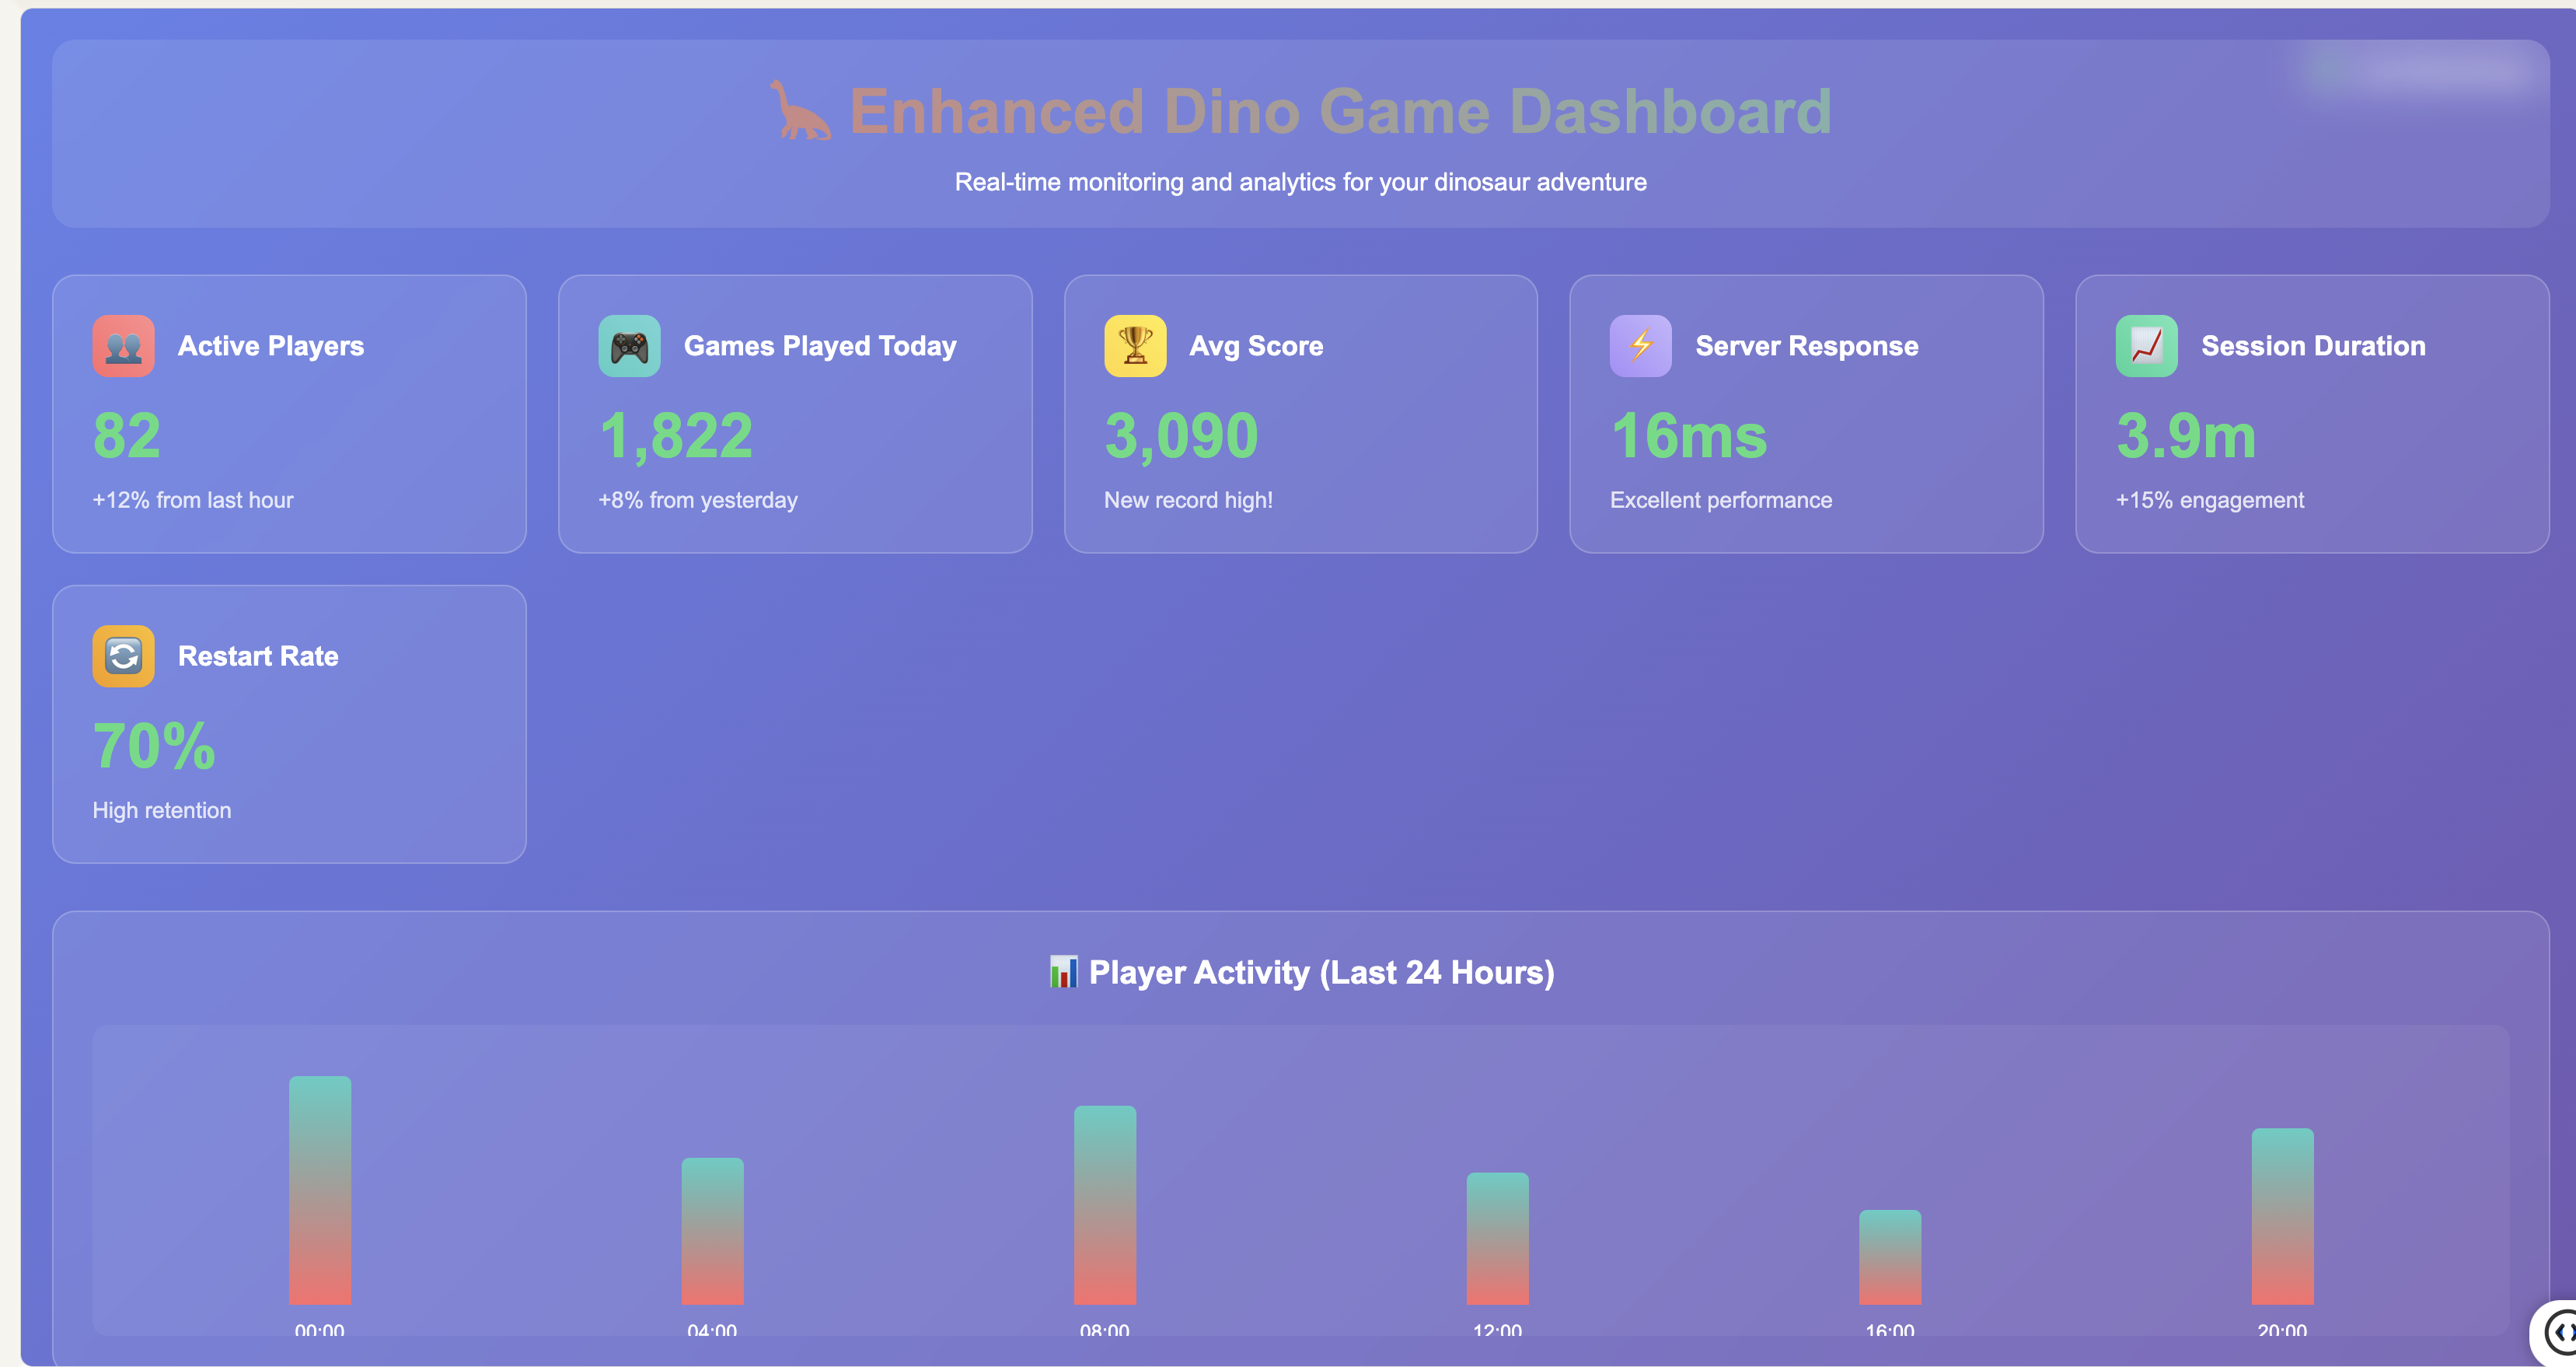 Enhanced Dino Game Dashboard
Real-time monitoring and analytics for your dinosaur adventure
Active Players
82
+12% from last hour
Games Played Today
1,822
+8% from yesterday
Avg Score
3,090
New record high!
Server Response
16ms
Excellent performance
Session Duration
3.9m
+15% engagement
Restart Rate
70%
High retention
Player Activity (Last 24 Hours)
00:00
04:00
08:00
12:00
16:00
20:00